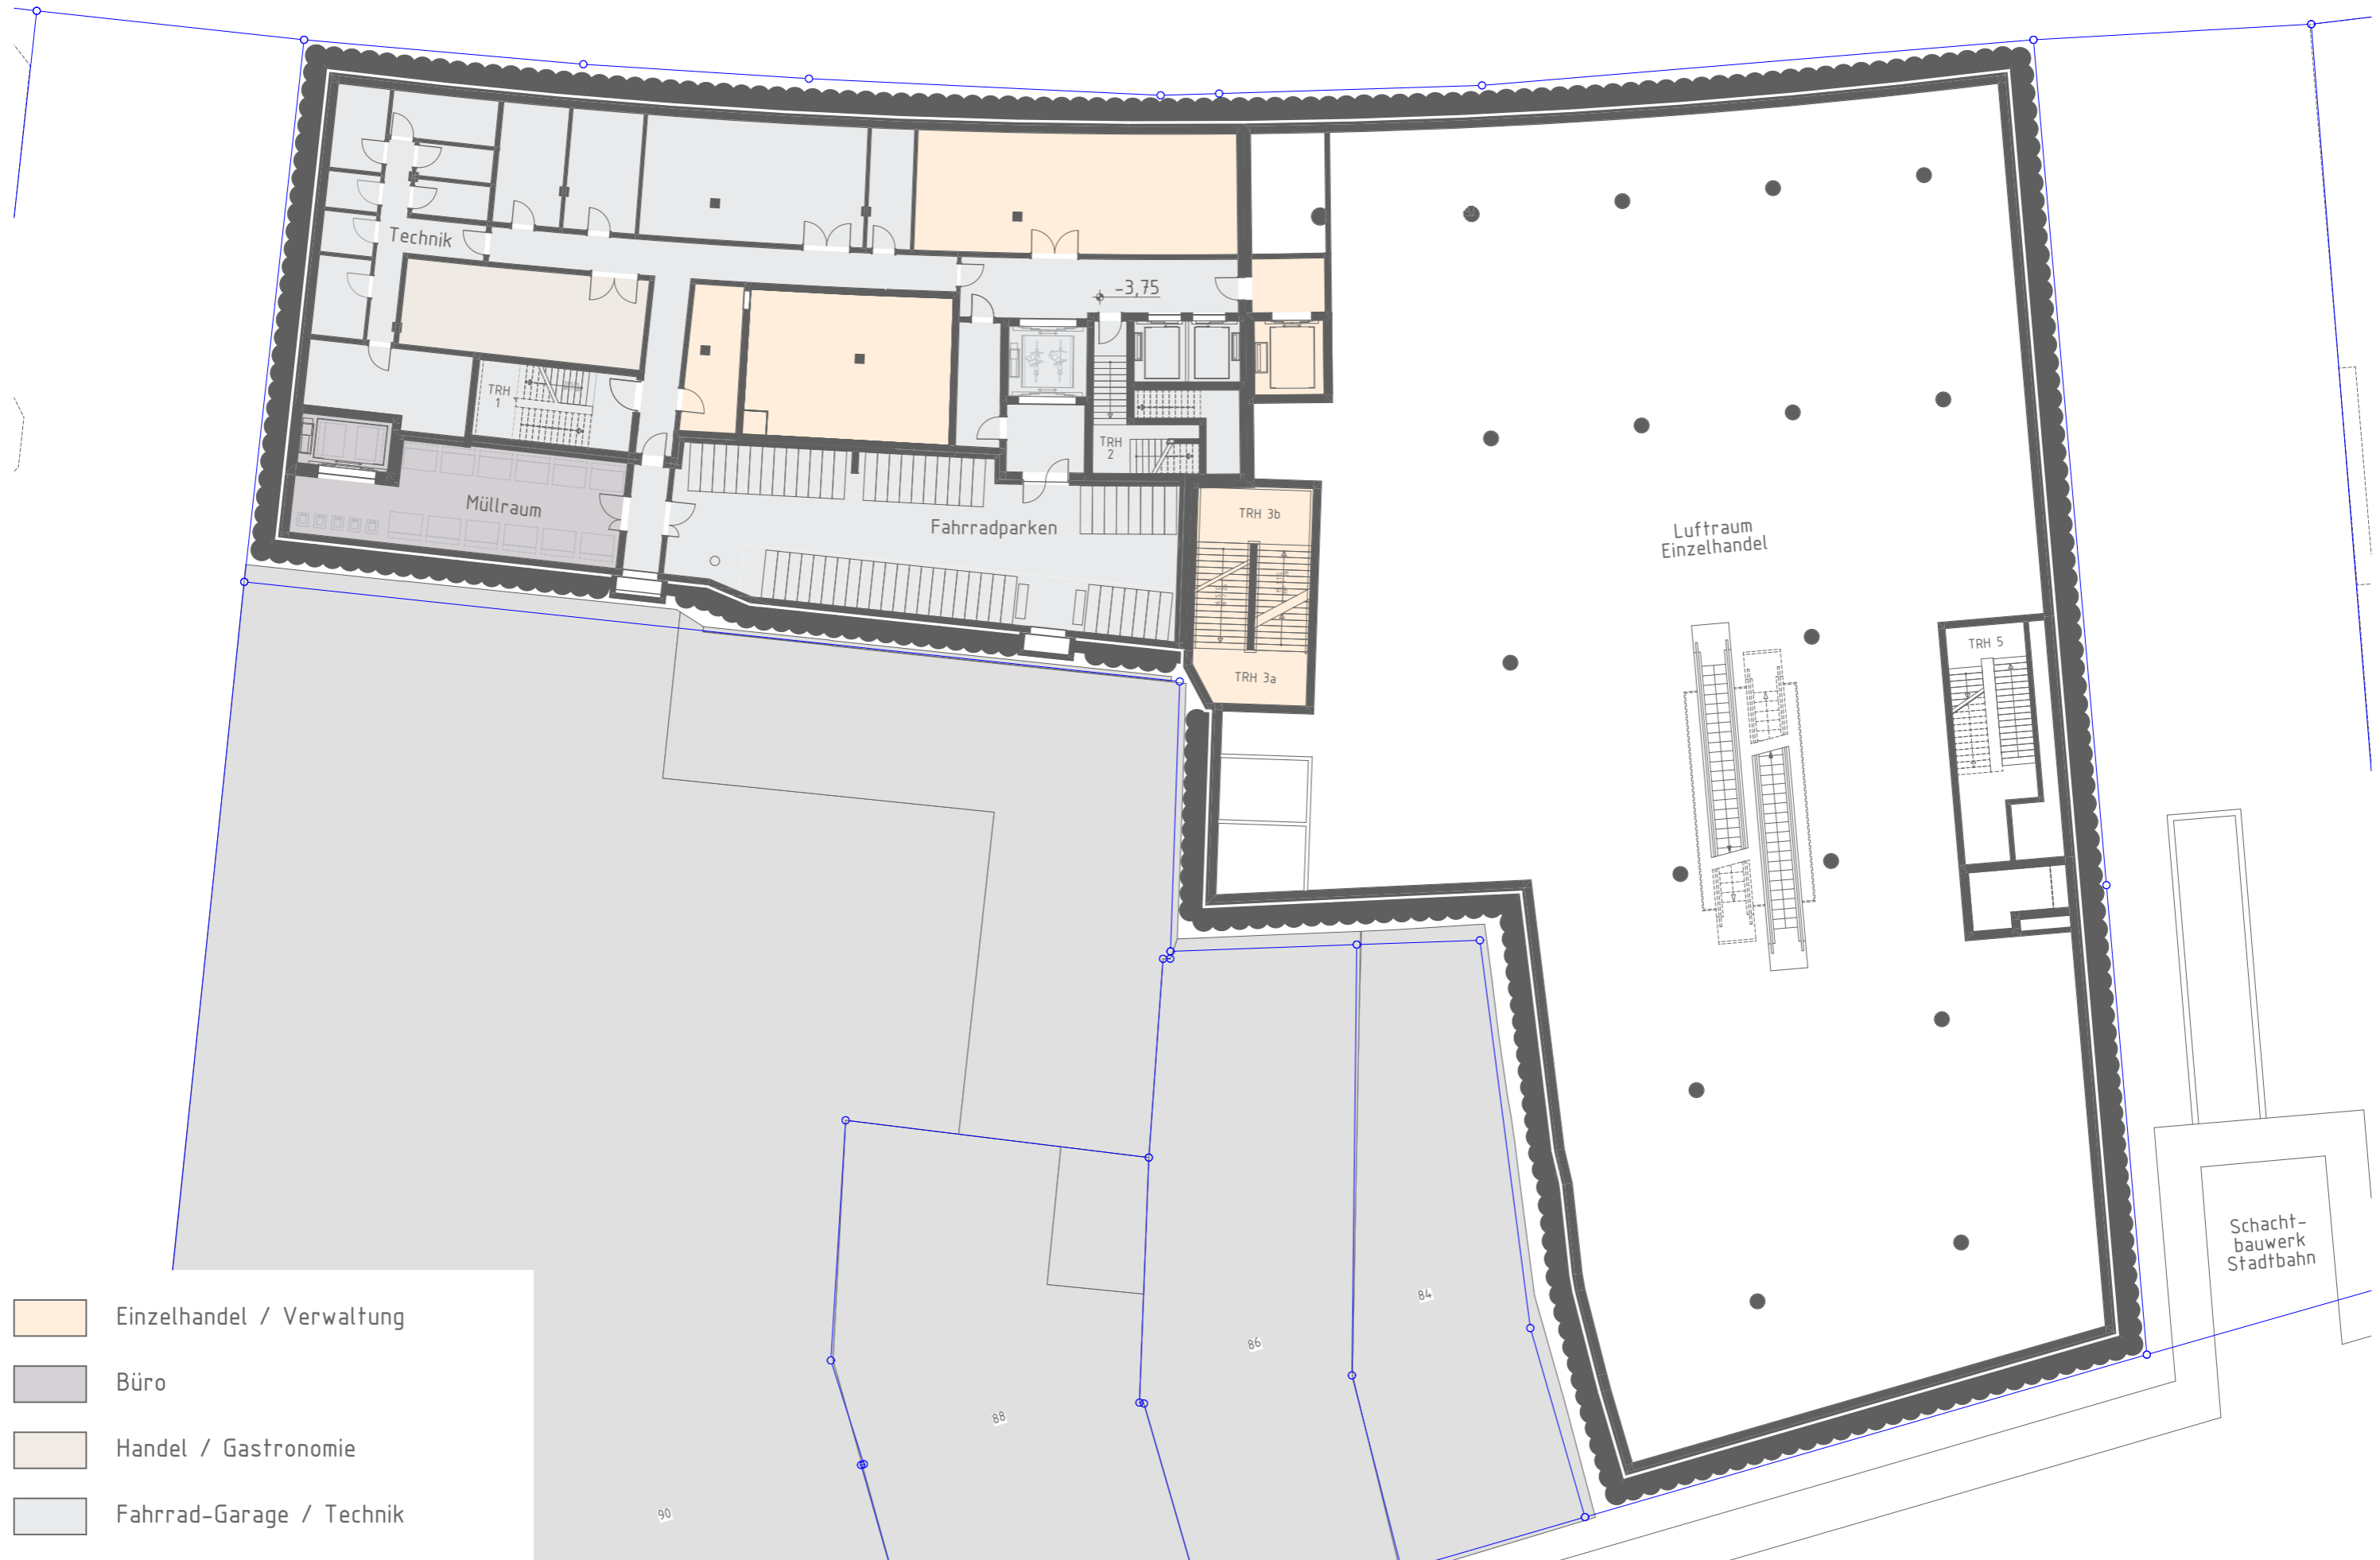 Technik
-3,75
TRH
1
TRH
2
Müllraum
Fahrradparken
TRH 3b
TRH 3a
Luftraum
Einzelhandel
TRH 5
Schacht-
bauwerk
Stadtbahn
84
86
88
90
Einzelhandel / Verwaltung
Büro
Handel / Gastronomie
Fahrrad-Garage / Technik